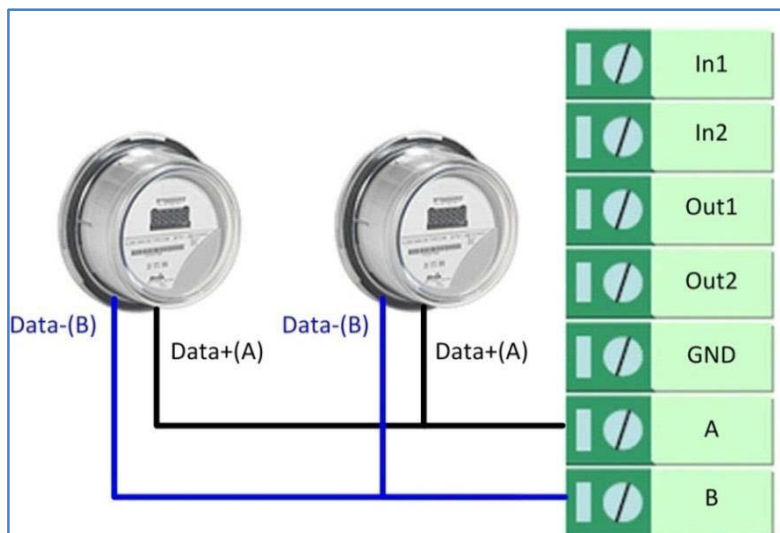 In1
In2
Out1
Out2
GND
A
B
Data-(B)
Data+(A)
Data-(B)
Data+(A)